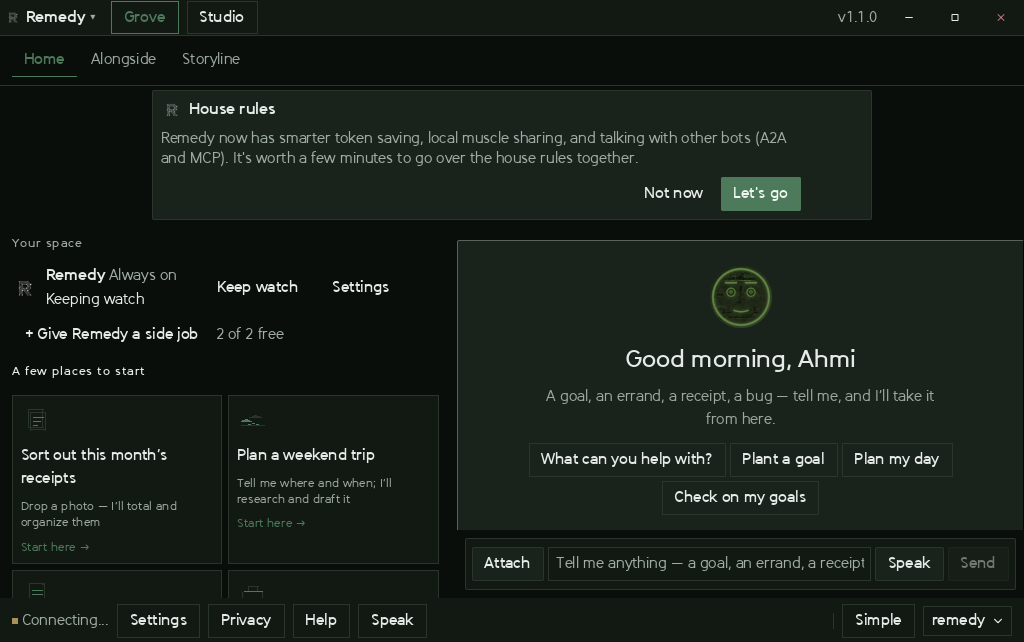 Remedy Grove Studio v1.1.0
Home Alongside Storyline
House rules
Remedy now has smarter token saving, local muscle sharing, and talking with other bots (A2A
and MCP). It's worth a few minutes to go over the house rules together.
Not now Let's go
Your space
Remedy Always on
Keeping watch
Keep watch Settings
+ Give Remedy a side job 2 of 2 free
A few places to start
Sort out this month's
receipts
Drop a photo — I'll total and
organize them
Start here →
Plan a weekend trip
Tell me where and when; I'll
research and draft it
Start here →
Good morning, Ahmi
A goal, an errand, a receipt, a bug — tell me, and I'll take it
from here.
What can you help with? Plant a goal Plan my day
Check on my goals
Attach Tell me anything — a goal, an errand, a receipt Speak Send
Connecting... Settings Privacy Help Speak Simple remedy